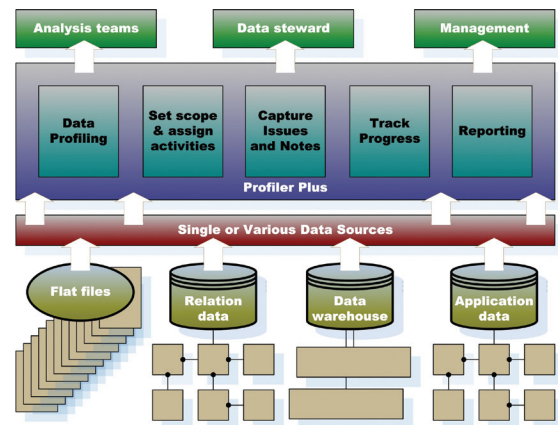 Analysis teams
Data steward
Management
Data
Profiling
Set scope
& assign
activities
Capture
Issues
and Notes
Track
Progress
Reporting
Profiler Plus
Single or Various Data Sources
Flat files
Relation
data
Data
warehouse
Application
data